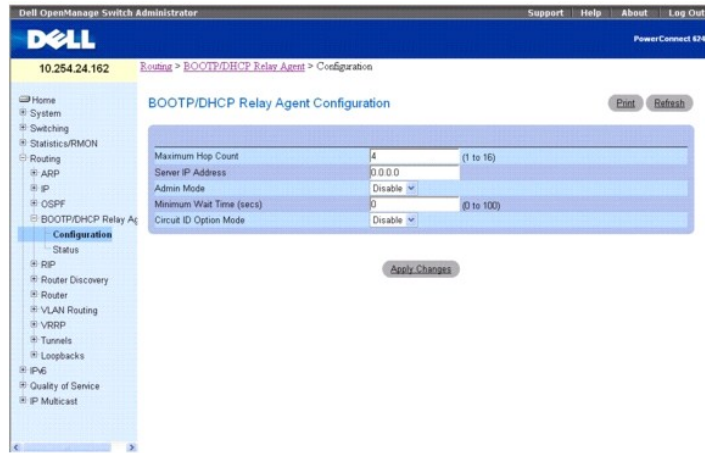 Dell OpenManage Switch Administrator
Support Help About Log Out
DELL
PowerConnect 624
10.254.24.162
Routing > BOOTP/DHCP Relay Agent > Configuration
Home
System
Switching
Statistics/RMON
Routing
ARP
IP
OSPF
BOOTP/DHCP Relay Ag
Configuration
Status
RIP
Router Discovery
Router
VLAN Routing
VRRP
Tunnels
Loopbacks
IPv6
Quality of Service
IP Multicast
BOOTP/DHCP Relay Agent Configuration
Print Refresh
Maximum Hop Count 4 (1 to 16)
Server IP Address 0.0.0.0
Admin Mode Disable
Minimum Wait Time (secs) 0 (0 to 100)
Circuit ID Option Mode Disable
Apply Changes